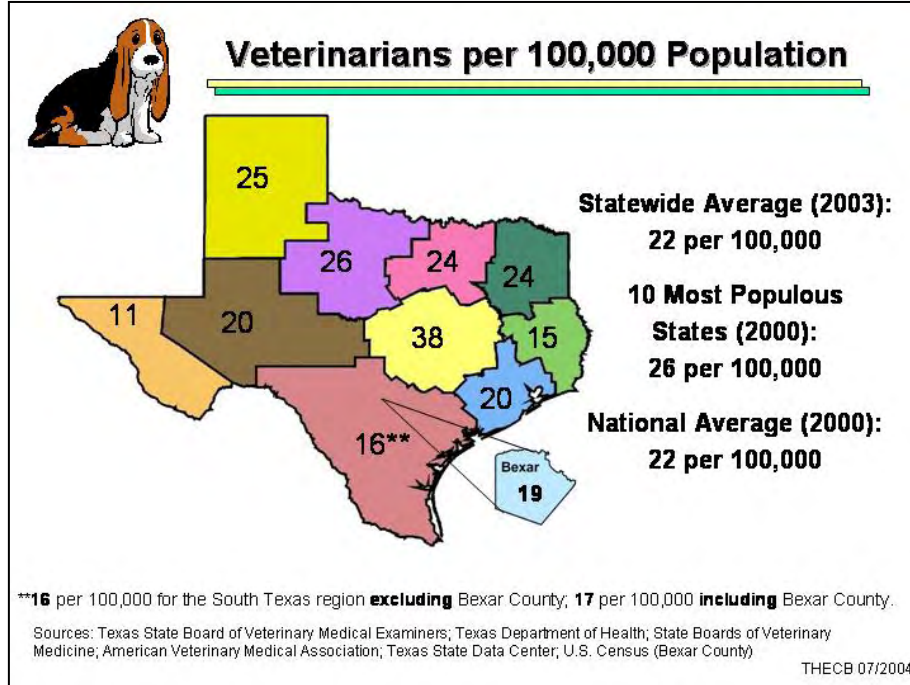 Veterinarians per 100,000 Population
25
Statewide Average (2003):
22 per 100,000
26
24
24
10 Most Populous
States (2000):
26 per 100,000
11
20
38
15
20
National Average (2000):
22 per 100,000
16**
Bexar
19
**16 per 100,000 for the South Texas region excluding Bexar County; 17 per 100,000 including Bexar County.
Sources: Texas State Board of Veterinary Medical Examiners; Texas Department of Health; State Boards of Veterinary
Medicine; American Veterinary Medical Association; Texas State Data Center; U.S. Census (Bexar County)
THECB 07/2004